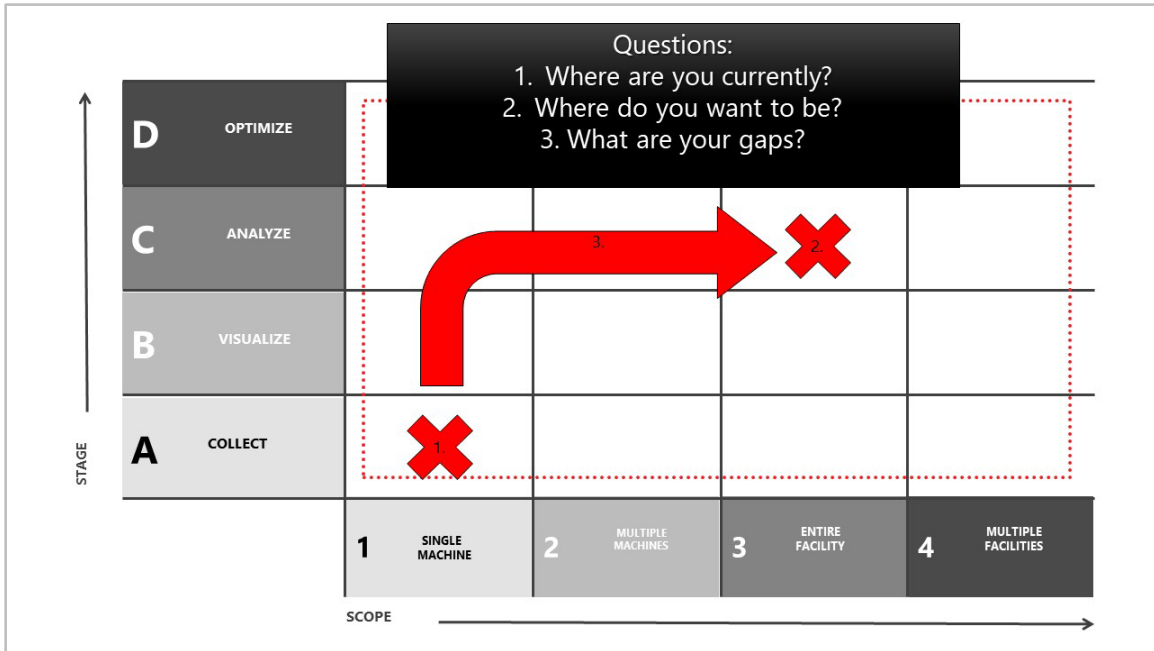 Questions:
1. Where are you currently?
2. Where do you want to be?
3. What are your gaps?
D OPTIMIZE
C ANALYZE
3.
2.
B VISUALIZE
A COLLECT
1.
STAGE
1 SINGLE
MACHINE
2 MULTIPLE
MACHINES
3 ENTIRE
FACILITY
4 MULTIPLE
FACILITIES
SCOPE